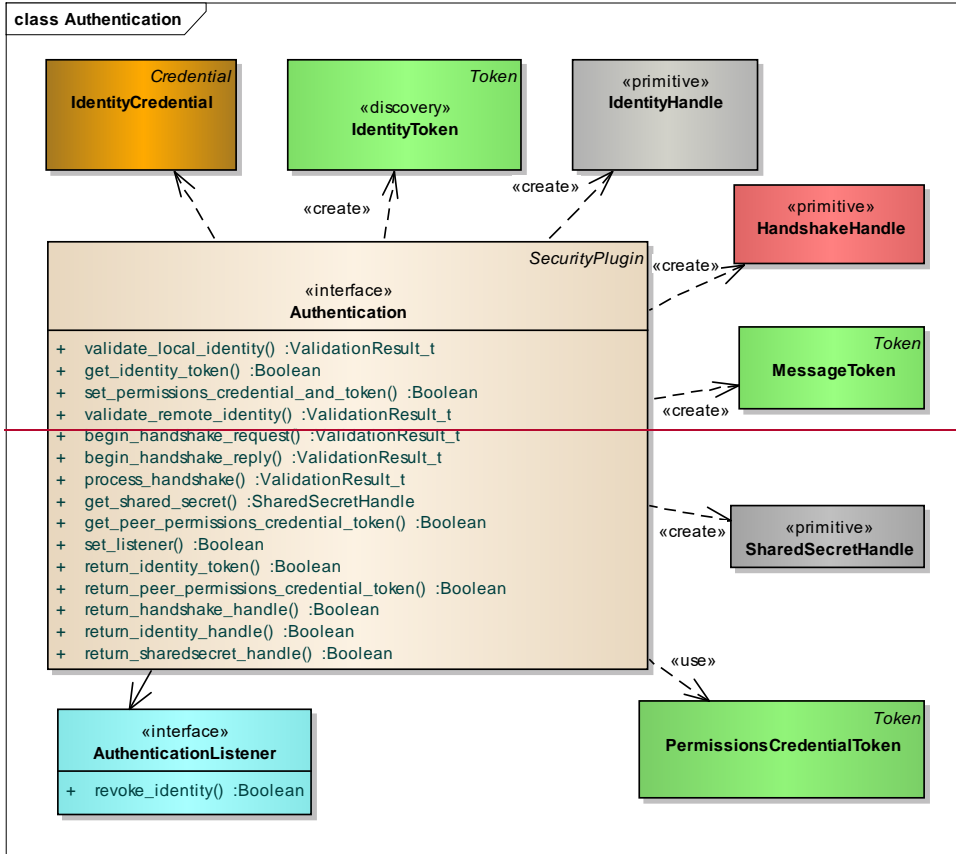 class Authentication
Credential
IdentityCredential
Token
«discovery»
IdentityToken
«primitive»
IdentityHandle
«create»
«create»
«primitive»
HandshakeHandle
«create»
SecurityPlugin
«interface»
Authentication
+ validate_local_identity() :ValidationResult_t
+ get_identity_token() :Boolean
+ set_permissions_credential_and_token() :Boolean
+ validate_remote_identity() :ValidationResult_t
+ begin_handshake_request() :ValidationResult_t
+ begin_handshake_reply() :ValidationResult_t
+ process_handshake() :ValidationResult_t
+ get_shared_secret() :SharedSecretHandle
+ get_peer_permissions_credential_token() :Boolean
+ set_listener() :Boolean
+ return_identity_token() :Boolean
+ return_peer_permissions_credential_token() :Boolean
+ return_handshake_handle() :Boolean
+ return_identity_handle() :Boolean
+ return_sharedsecret_handle() :Boolean
Token
MessageToken
«create»
«primitive»
SharedSecretHandle
«create»
«use»
Token
PermissionsCredentialToken
«interface»
AuthenticationListener
+ revoke_identity() :Boolean